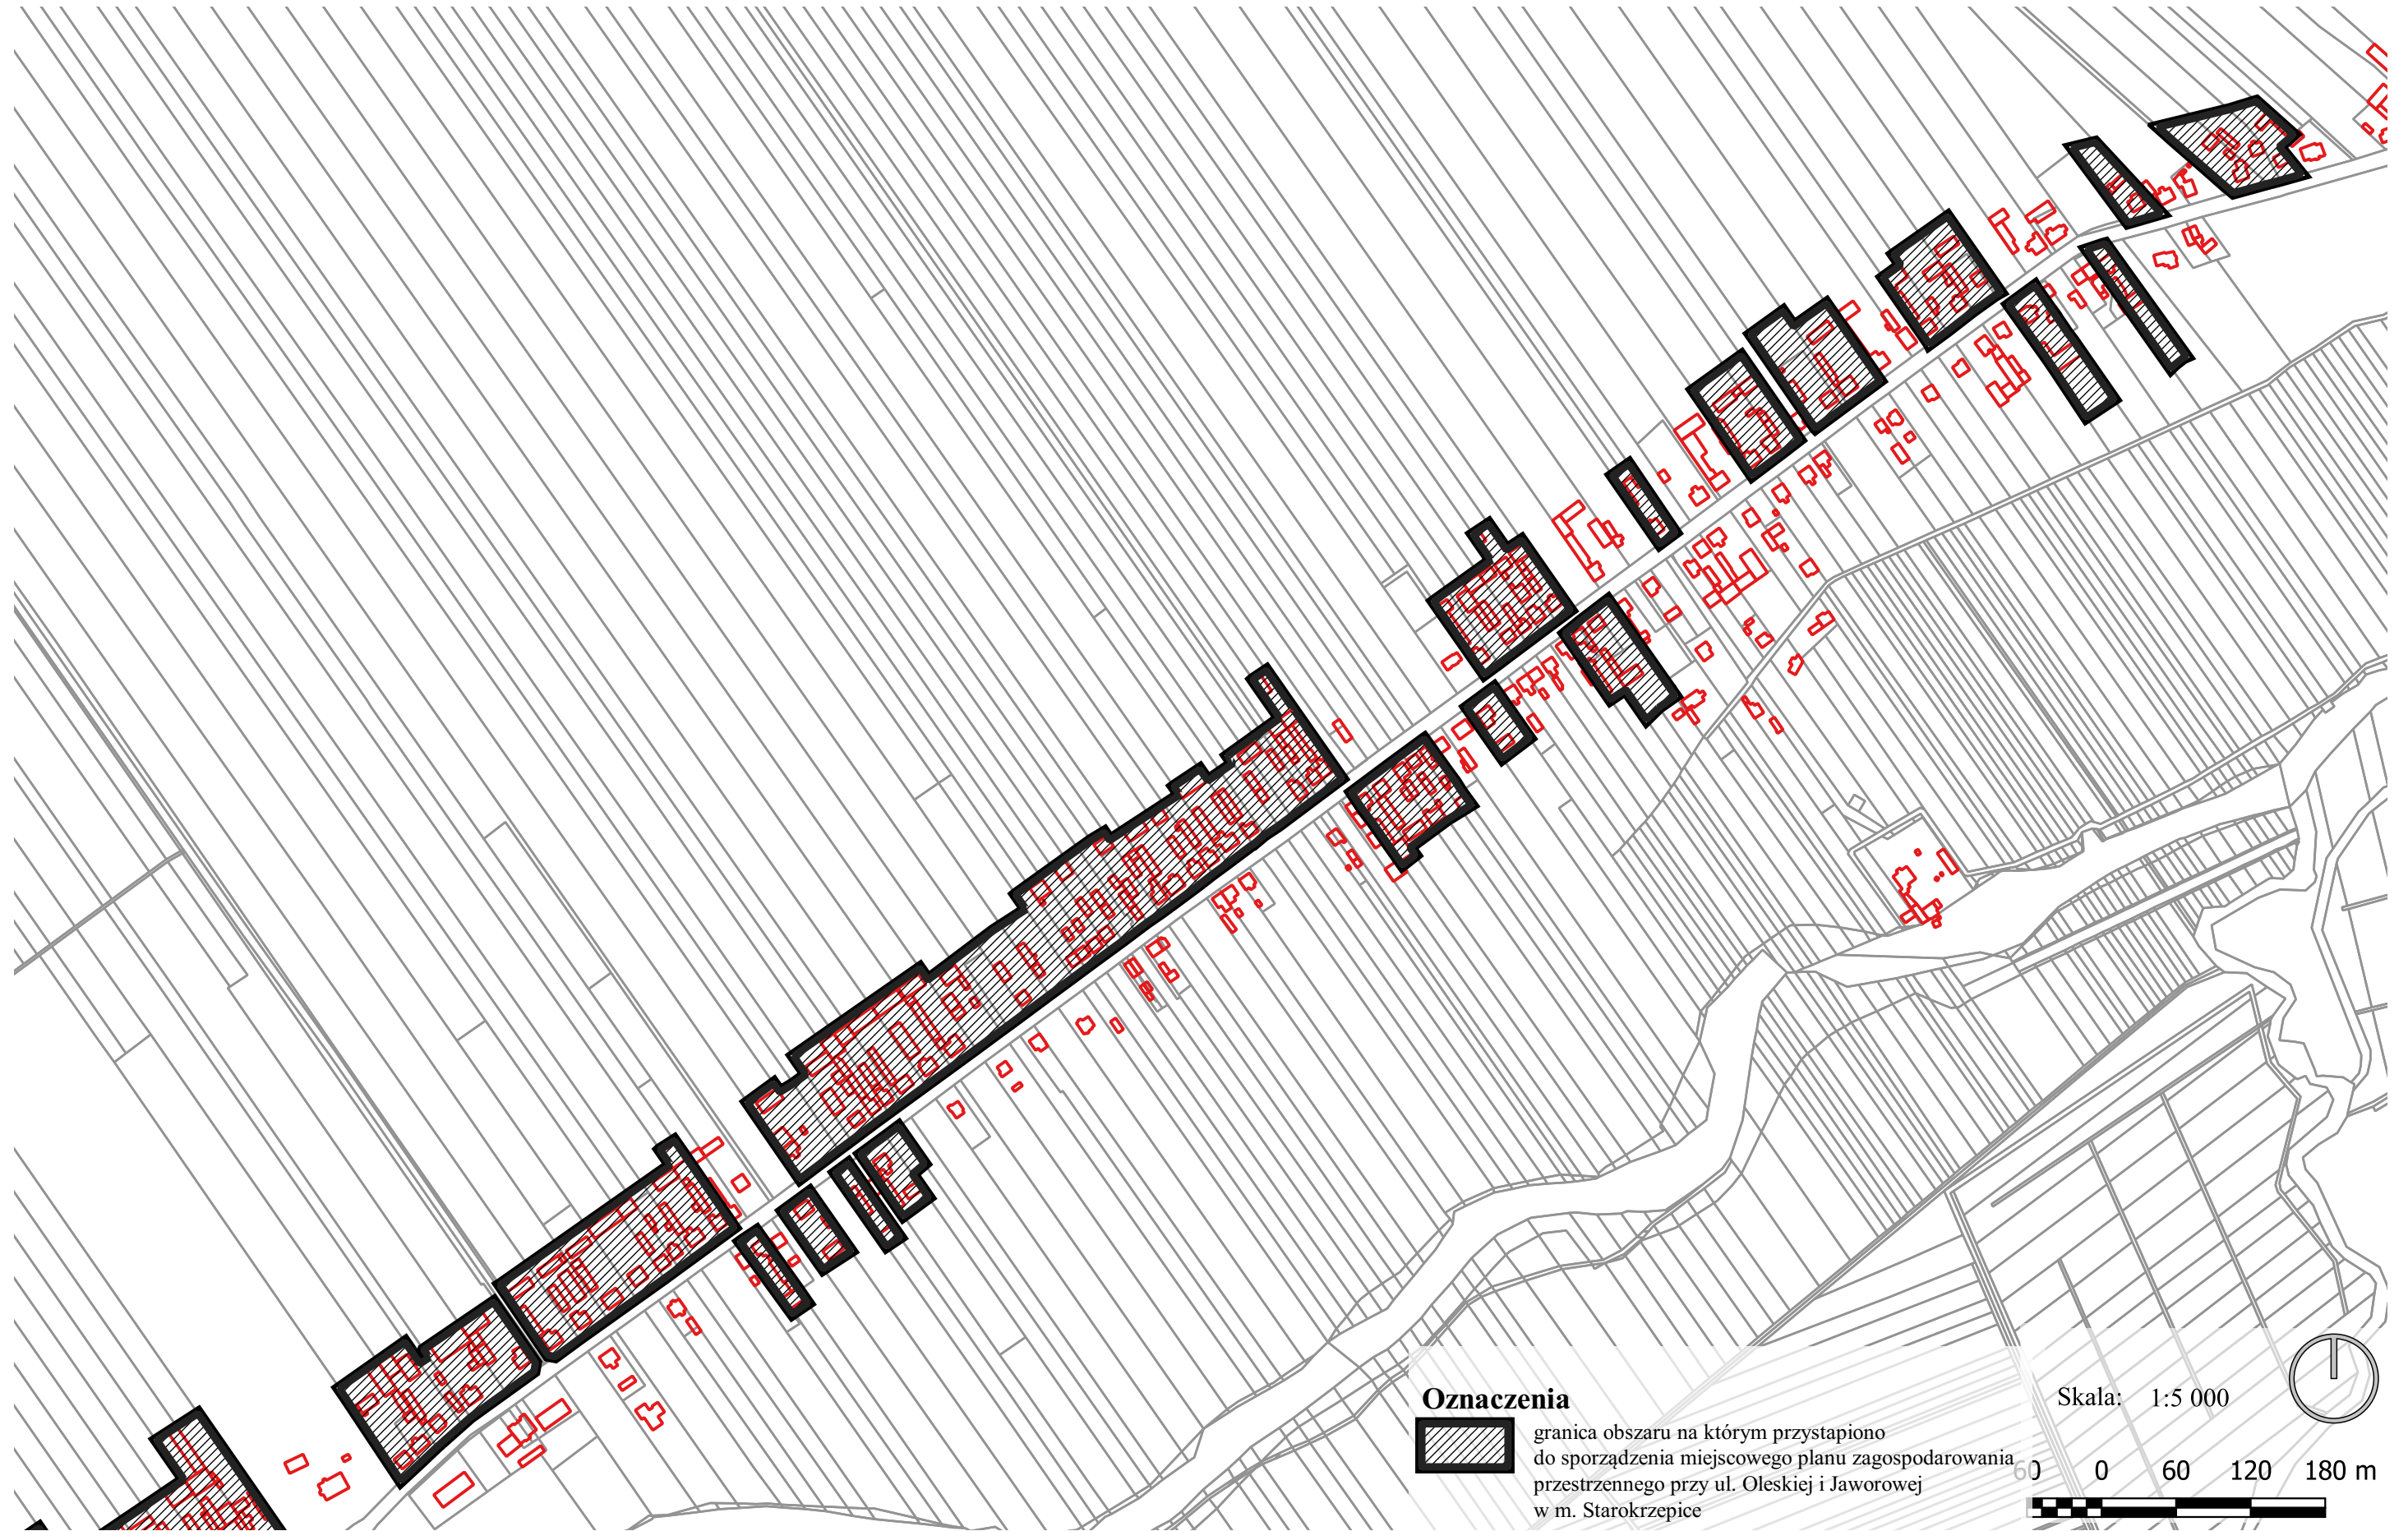 Oznaczenia
granica obszaru na którym przystapiono
do sporządzenia miejscowego planu zagospodarowania
przestrzennego przy ul. Oleskiej i Jaworowej
w m. Starokrzepice
Skala: 1:5 000
60 0 60 120 180 m